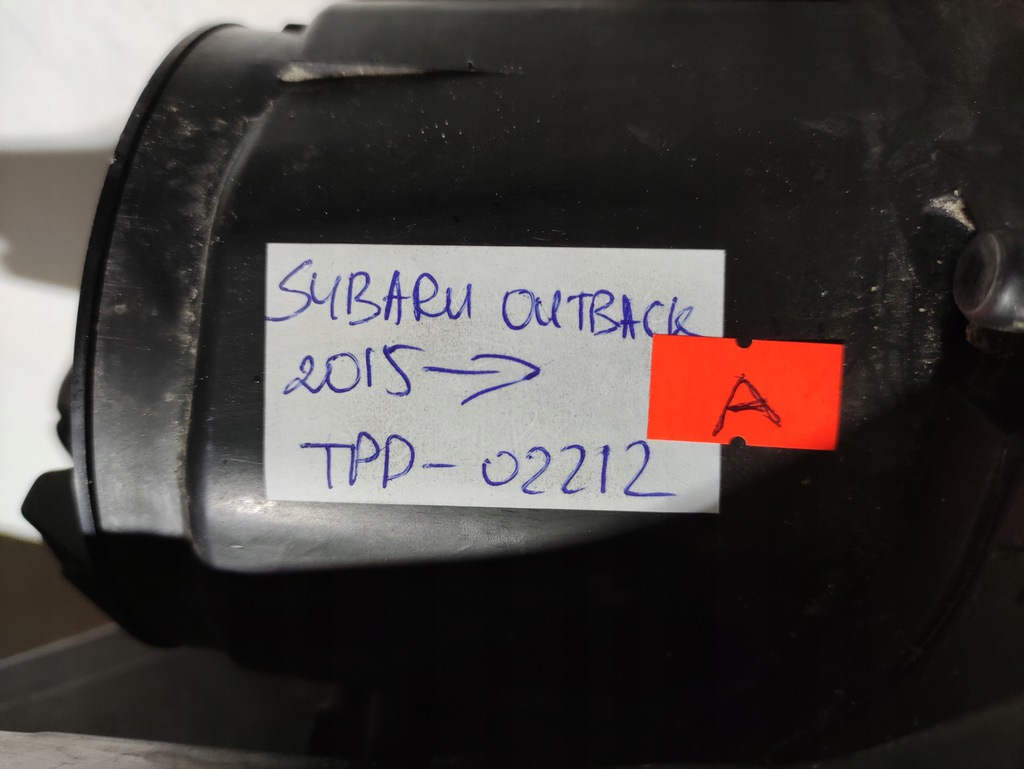 SUBARU OUTBACK
2015 →
A
TPD-02212